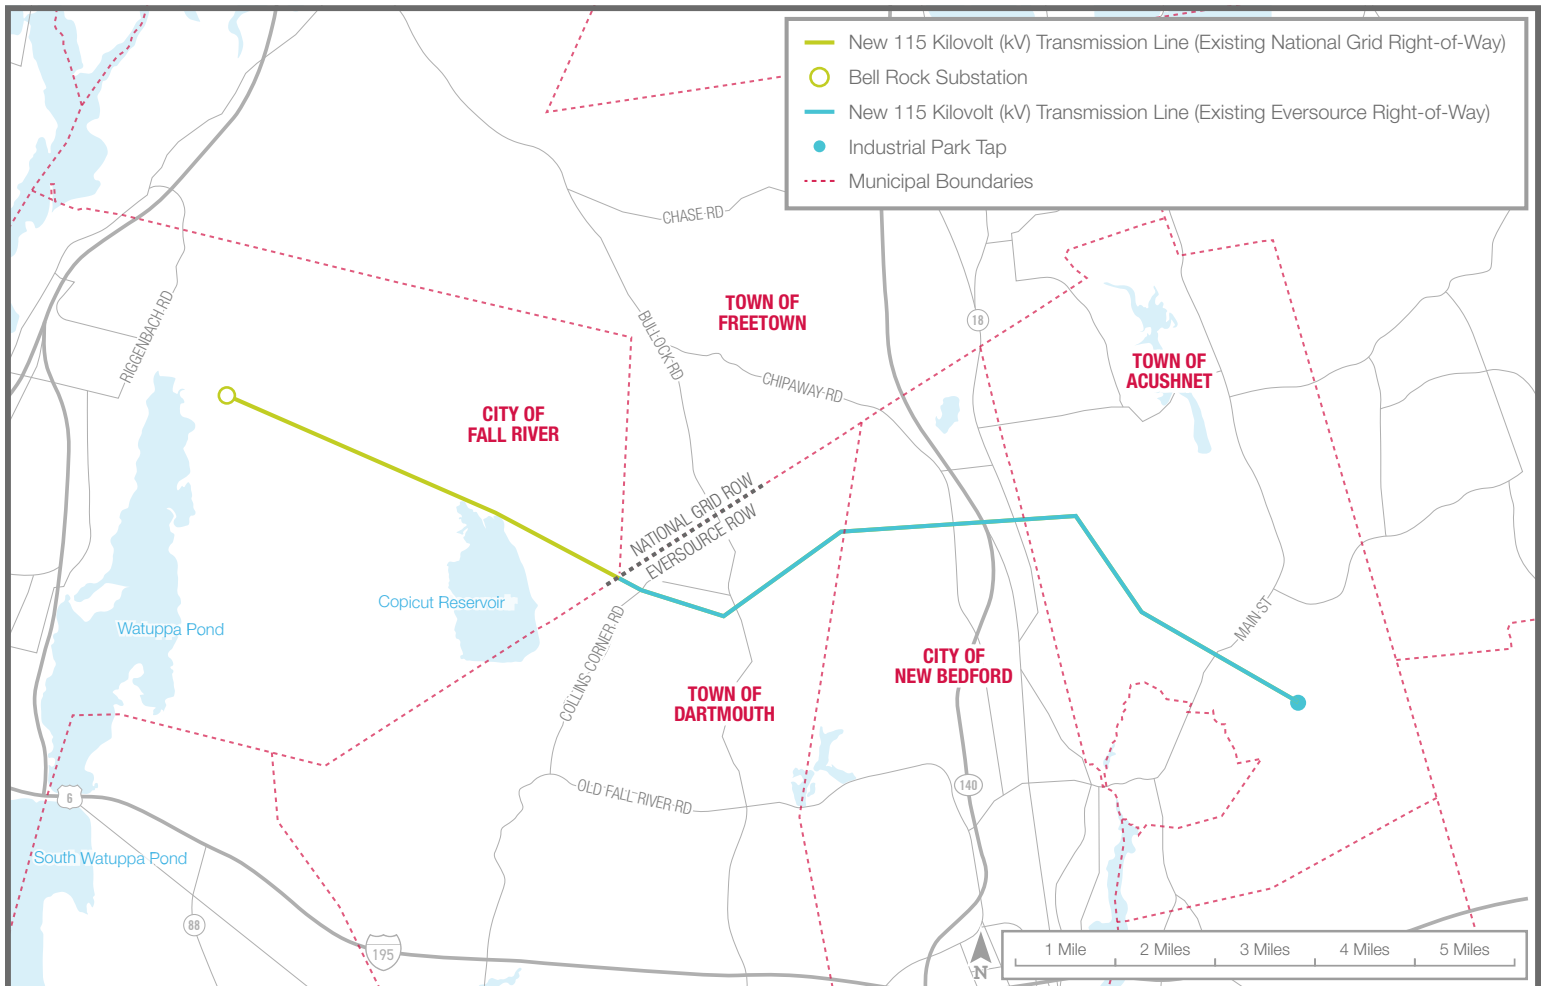 New 115 Kilovolt (kV) Transmission Line (Existing National Grid Right-of-Way)
Bell Rock Substation
New 115 Kilovolt (kV) Transmission Line (Existing Eversource Right-of-Way)
Industrial Park Tap
Municipal Boundaries
CHASE RD
RIGGENBACH RD
BULLOCK RD
TOWN OF
FREETOWN
18
TOWN OF
ACUSHNET
CHIPAWAY RD
CITY OF
FALL RIVER
NATIONAL GRID ROW
EVERSOURCE ROW
Copicut Reservoir
Watuppa Pond
COLLINS CORNER RD
MAIN ST
CITY OF
NEW BEDFORD
TOWN OF
DARTMOUTH
OLD FALL RIVER RD
140
6
South Watuppa Pond
88
195
N
1 Mile
2 Miles
3 Miles
4 Miles
5 Miles